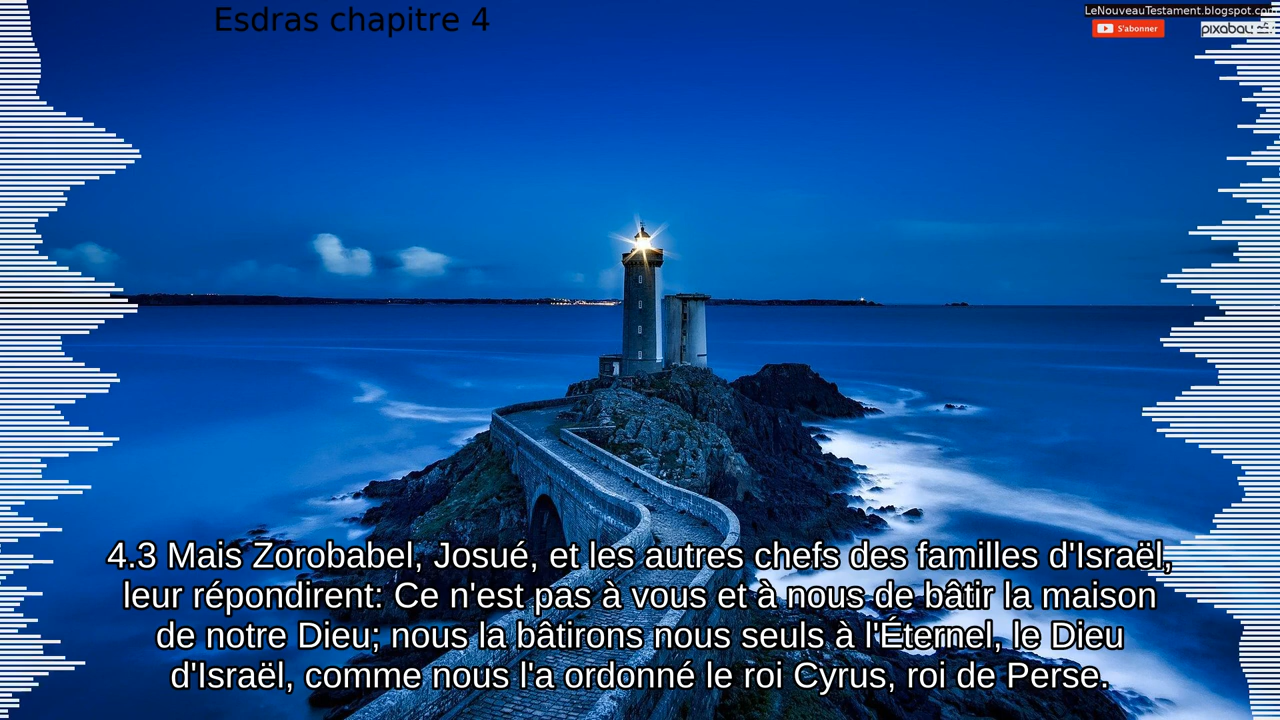 Esdras chapitre 4
LeNouveauTestament.blogspot.com
S'abonner
pixabay
4.3 Mais Zorobabel, Josué, et les autres chefs des familles d'Israël,
leur répondirent: Ce n'est pas à vous et à nous de bâtir la maison
de notre Dieu; nous la bâtirons nous seuls à l'Éternel, le Dieu
d'Israël, comme nous l'a ordonné le roi Cyrus, roi de Perse.